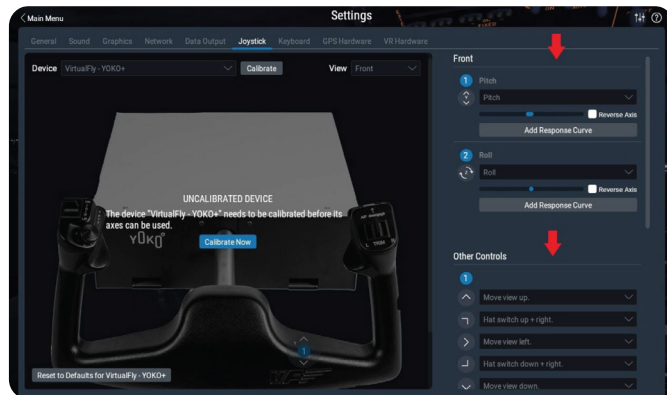 Main Menu
Settings
General Sound Graphics Network Data Output Joystick Keyboard GPS Hardware VR Hardware
Device VirtualFly - YOKO+ Calibrate View Front
UNCALIBRATED DEVICE
The device "VirtualFly - YOKO+" needs to be calibrated before its
axes can be used.
Calibrate Now
YOKO
TRIM
1
Reset to Defaults for VirtualFly - YOKO+
Front
1 Pitch
Pitch
Reverse Axis
Add Response Curve
2 Roll
Roll
Reverse Axis
Add Response Curve
Other Controls
1
Move view up.
Hat switch up + right.
Move view left.
Hat switch down + right.
Move view down.